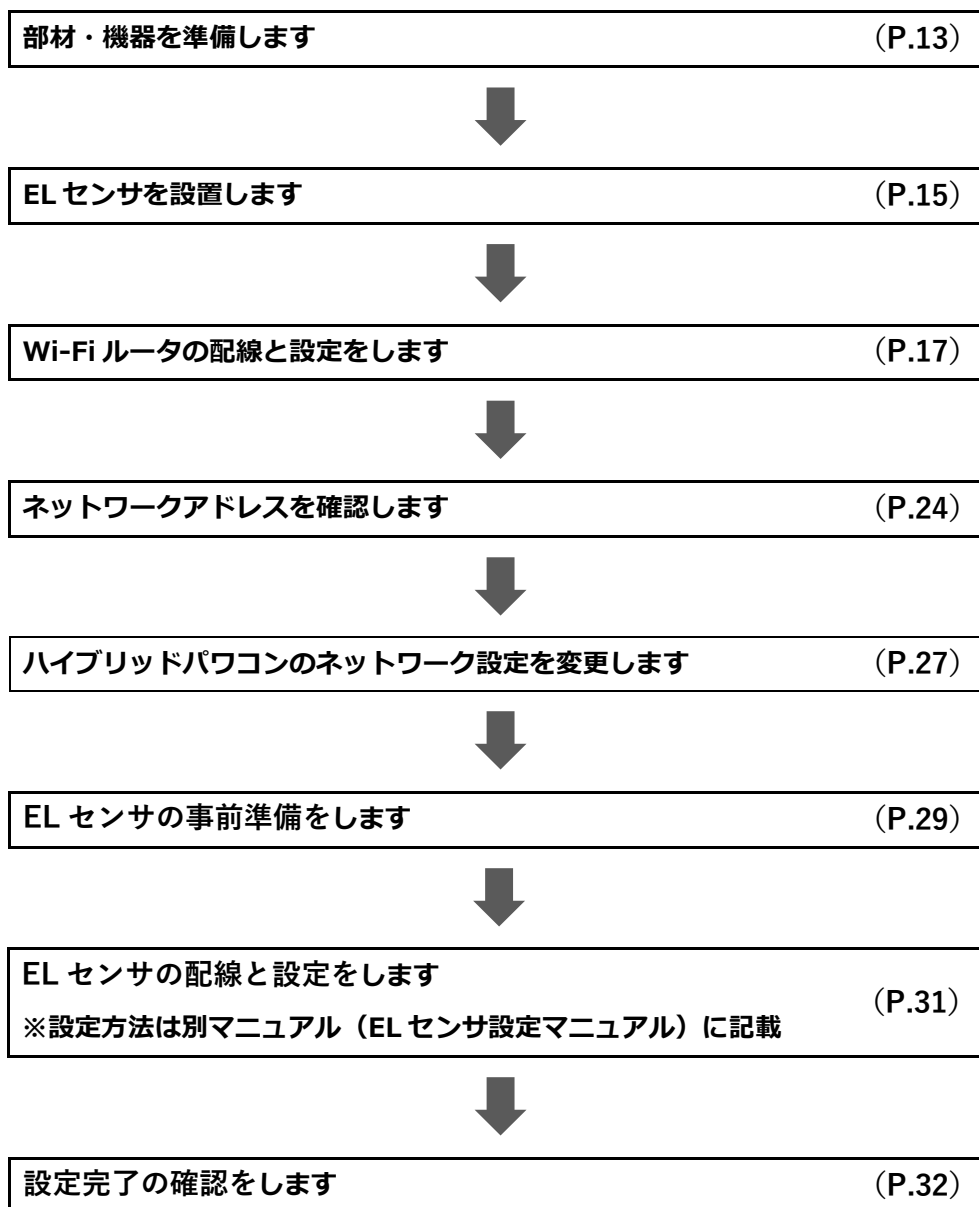 部材・機器を準備します （P.13）
EL センサを設置します （P.15）
Wi-Fi ルータの配線と設定をします （P.17）
ネットワークアドレスを確認します （P.24）
ハイブリッドパワコンのネットワーク設定を変更します （P.27）
EL センサの事前準備をします （P.29）
EL センサの配線と設定をします （P.31）
※設定方法は別マニュアル（EL センサ設定マニュアル）に記載
設定完了の確認をします （P.32）